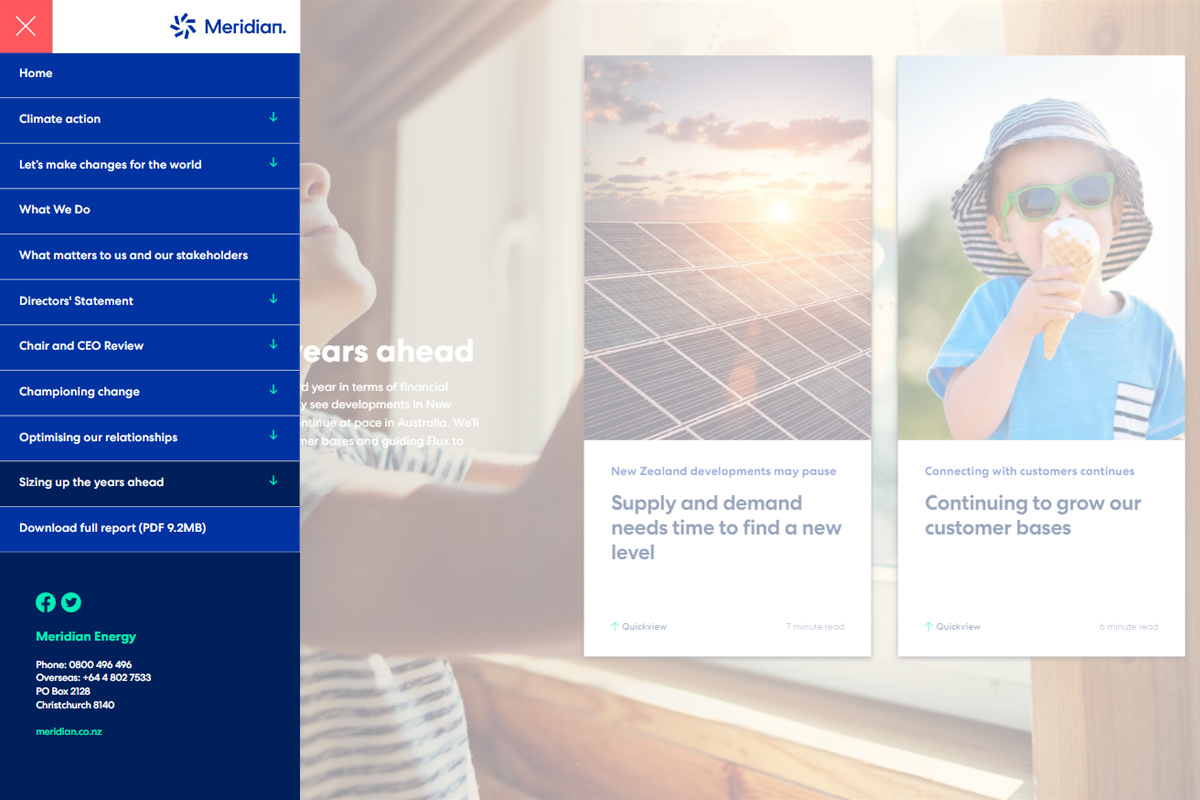 Meridian.
Home
Climate action
Let's make changes for the world
What We Do
What matters to us and our stakeholders
Directors' Statement
Chair and CEO Review
Championing change
Optimising our relationships
Sizing up the years ahead
Download full report (PDF 9.2MB)
Meridian Energy
Phone: 0800 496 496
Overseas: +64 4 802 7533
PO Box 2128
Christchurch 8140
meridian.co.nz
years ahead
year in terms of financial
see developments in New
at pace in Australia. We'll
bases and guiding Flux to
New Zealand developments may pause
Supply and demand
needs time to find a new
level
Quickview
7 minute read
Connecting with customers continues
Continuing to grow our
customer bases
Quickview
6 minute read